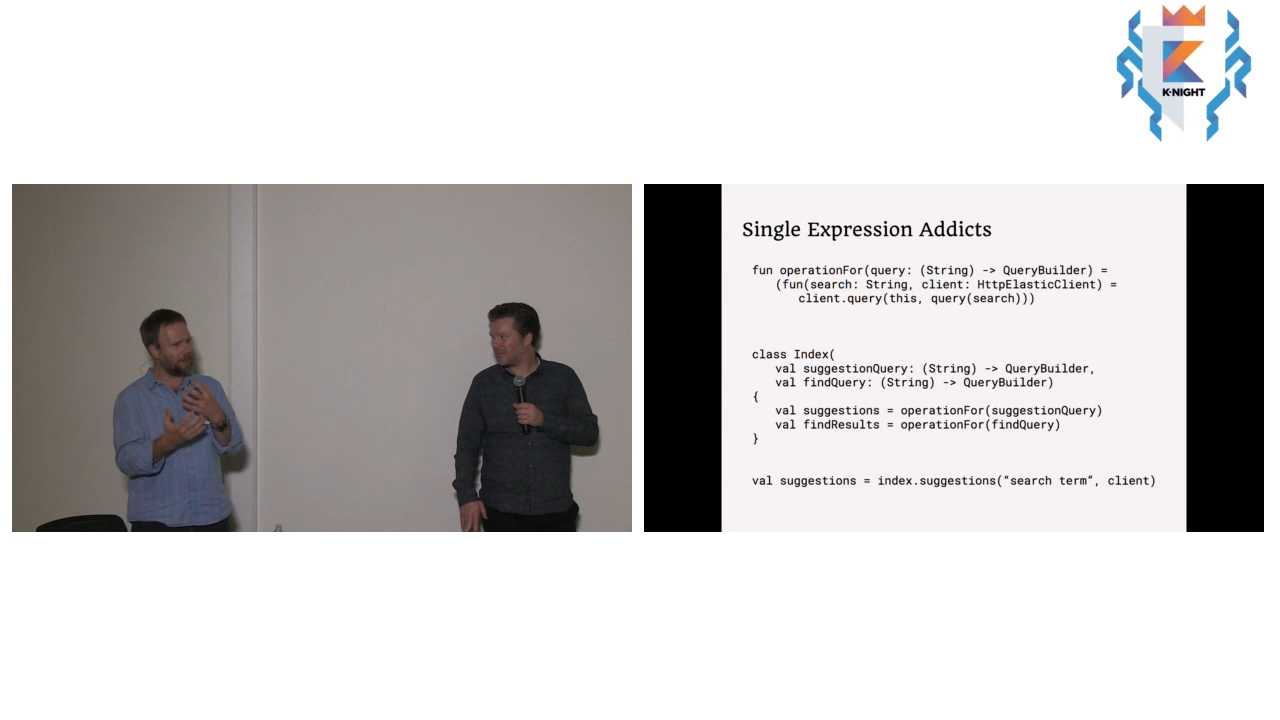 K·NIGHT
Single Expression Addicts
fun operationFor(query: (String) -> QueryBuilder) =
(fun(search: String, client: HttpElasticClient) =
client.query(this, query(search)))
class Index(
val suggestionQuery: (String) -> QueryBuilder,
val findQuery: (String) -> QueryBuilder)
{
val suggestions = operationFor(suggestionQuery)
val findResults = operationFor(findQuery)
}
val suggestions = index.suggestions(“search term”, client)